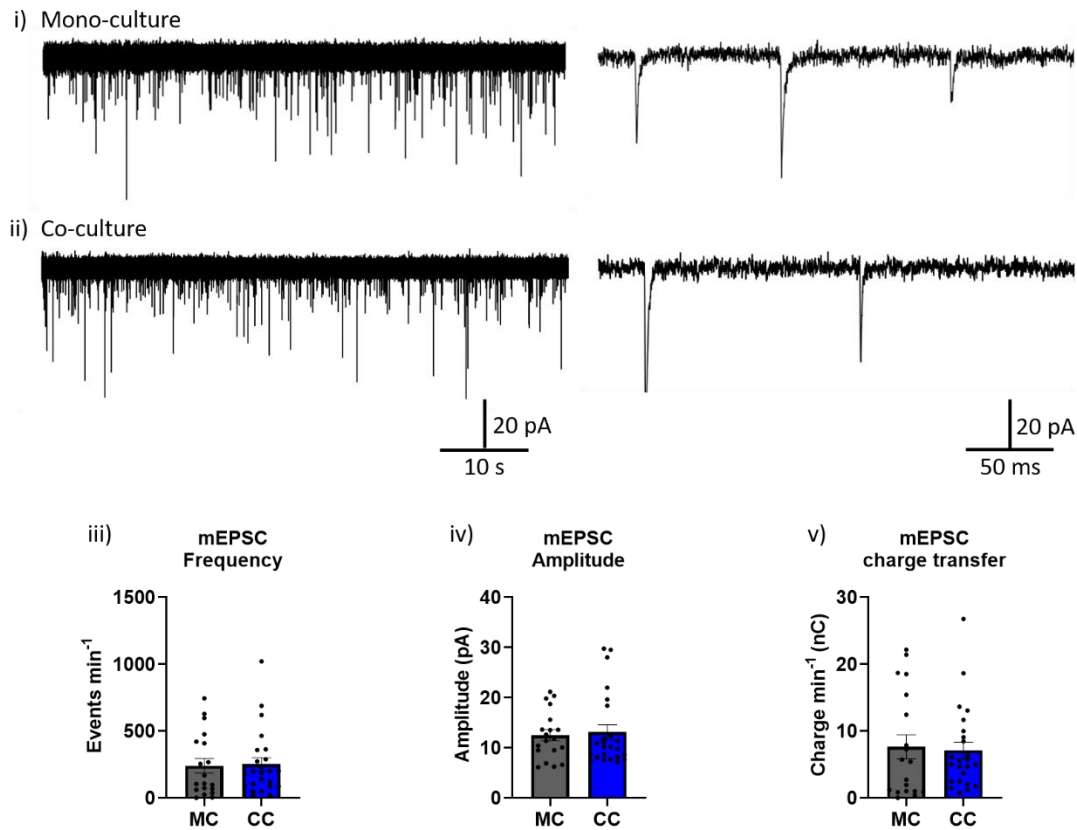 i) Mono-culture
ii) Co-culture
20 pA
10 s
20 pA
50 ms
iii)
mEPSC
Frequency
Events min⁻¹
1500
1000
500
0
MC CC
iv)
mEPSC
Amplitude
Amplitude (pA)
40
30
20
10
0
MC CC
v)
mEPSC
charge transfer
Charge min⁻¹ (nC)
30
20
10
0
MC CC